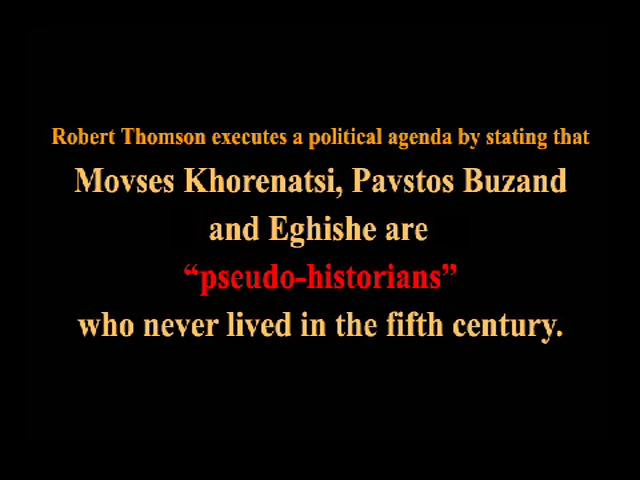 Robert Thomson executes a political agenda by stating that
Movses Khorenatsi, Pavstos Buzand
and Eghishe are
“pseudo-historians”
who never lived in the fifth century.